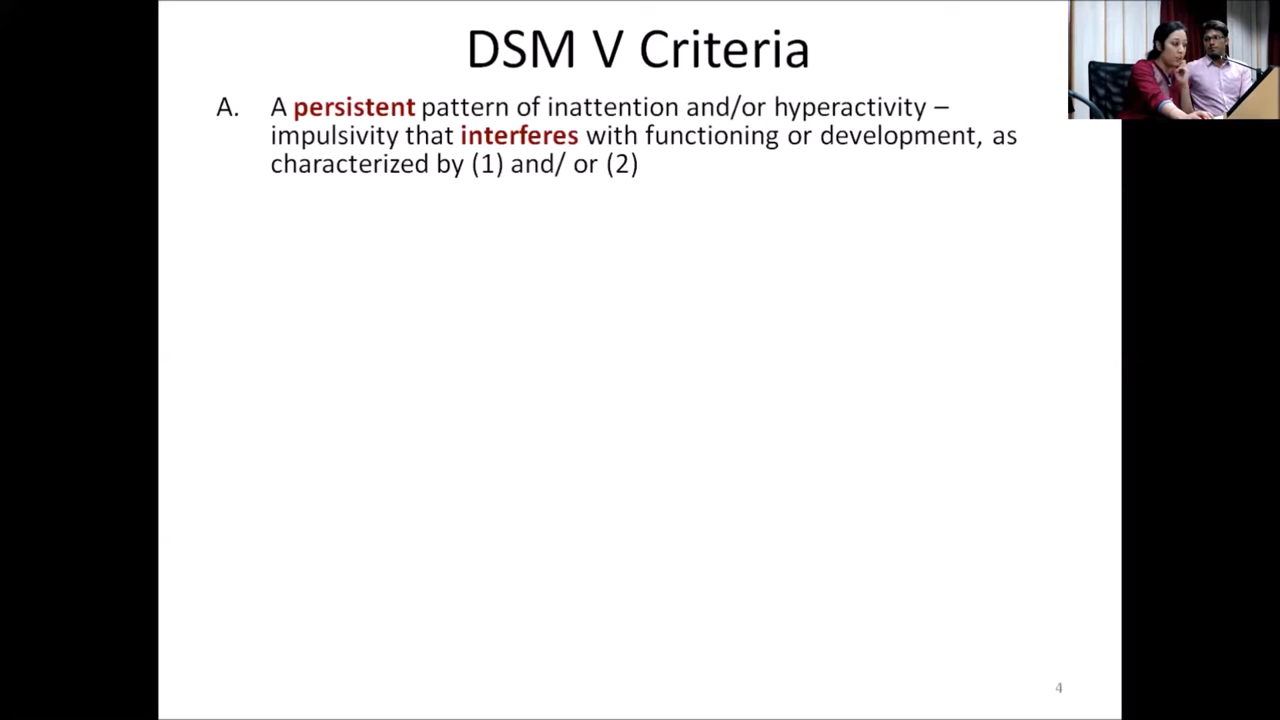 DSM V Criteria
A. A persistent pattern of inattention and/or hyperactivity –
impulsivity that interferes with functioning or development, as
characterized by (1) and/ or (2)
4